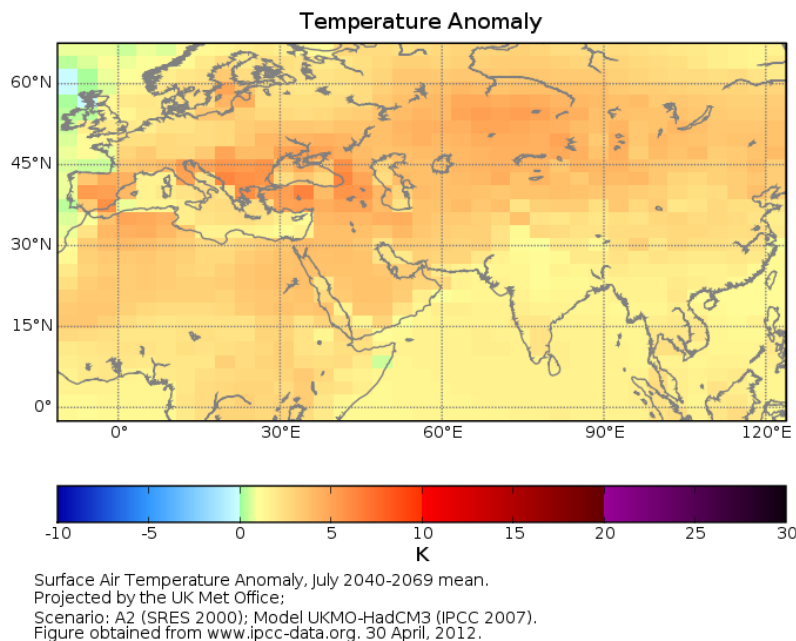 Temperature Anomaly
60°N
45°N
30°N
15°N
0°
0° 30°E 60°E 90°E 120°E
-10 -5 0 5 10 15 20 25 30
K
Surface Air Temperature Anomaly, July 2040-2069 mean.
Projected by the UK Met Office;
Scenario: A2 (SRES 2000); Model UKMO-HadCM3 (IPCC 2007).
Figure obtained from www.ipcc-data.org. 30 April, 2012.